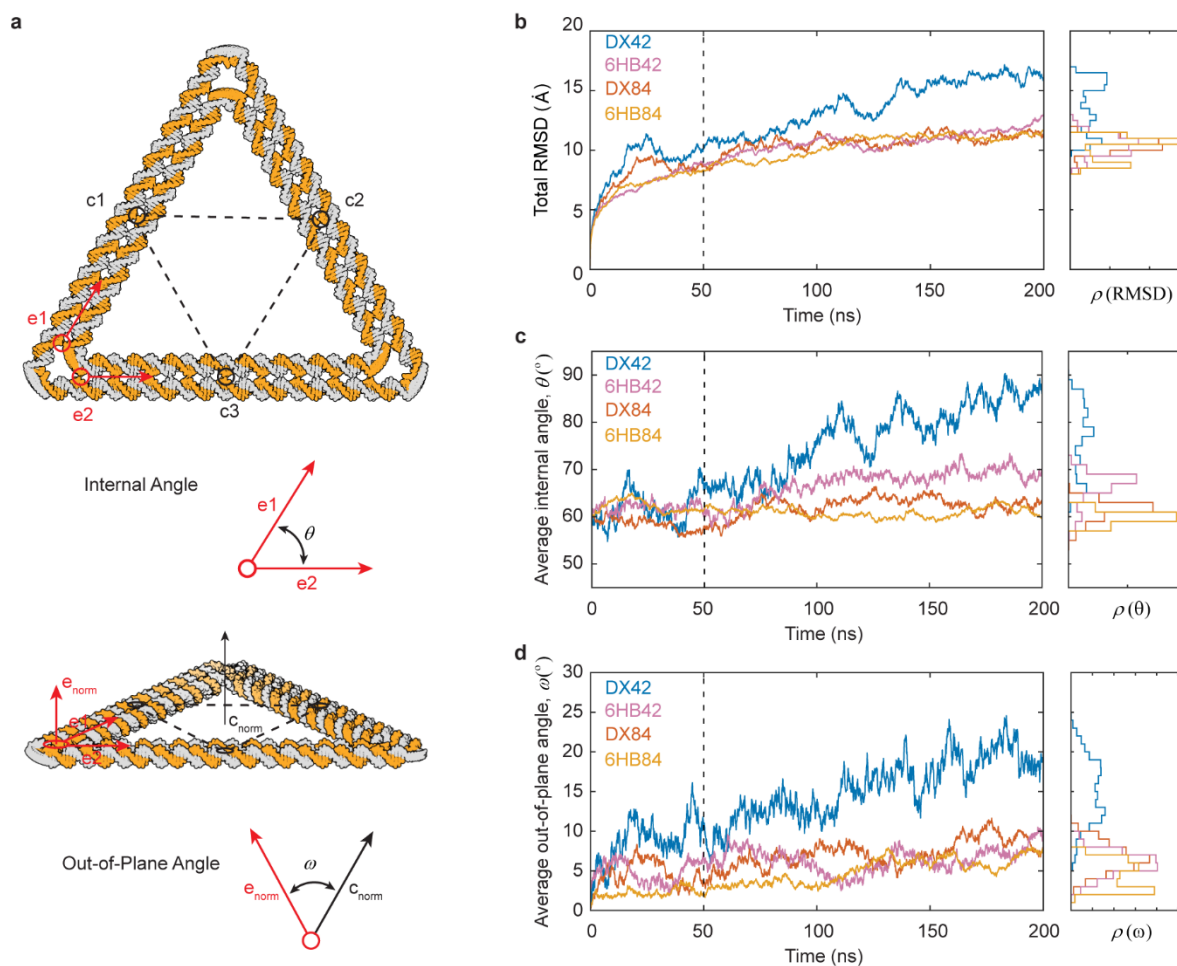 a
c1
c2
e1
e2
c3
Internal Angle
e1
θ
e2
e_norm
c_norm
e2
Out-of-Plane Angle
ω
e_norm
c_norm
b
20
15
10
5
0
Total RMSD (Å)
DX42
6HB42
DX84
6HB84
0
50
100
150
200
Time (ns)
ρ (RMSD)
c
90
80
70
60
50
Average internal angle, θ (°)
DX42
6HB42
DX84
6HB84
0
50
100
150
200
Time (ns)
ρ (θ)
d
30
25
20
15
10
5
0
Average out-of-plane angle, ω (°)
DX42
6HB42
DX84
6HB84
0
50
100
150
200
Time (ns)
ρ (ω)